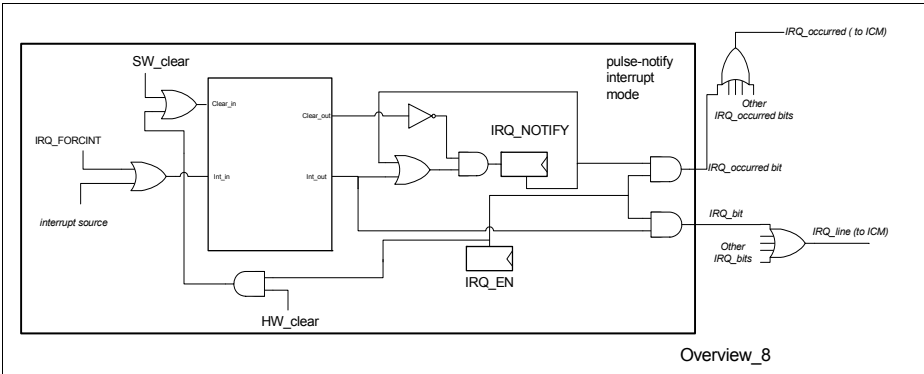 IRQ_occurred ( to ICM)
SW_clear
pulse-notify
interrupt
mode
Clear_in
Clear_out
Other
IRQ_occurred bits
IRQ_NOTIFY
IRQ_FORCINT
IRQ_occurred bit
Int_in
Int_out
interrupt source
IRQ_bit
IRQ_line (to ICM)
Other
IRQ_bits
IRQ_EN
HW_clear
Overview_8